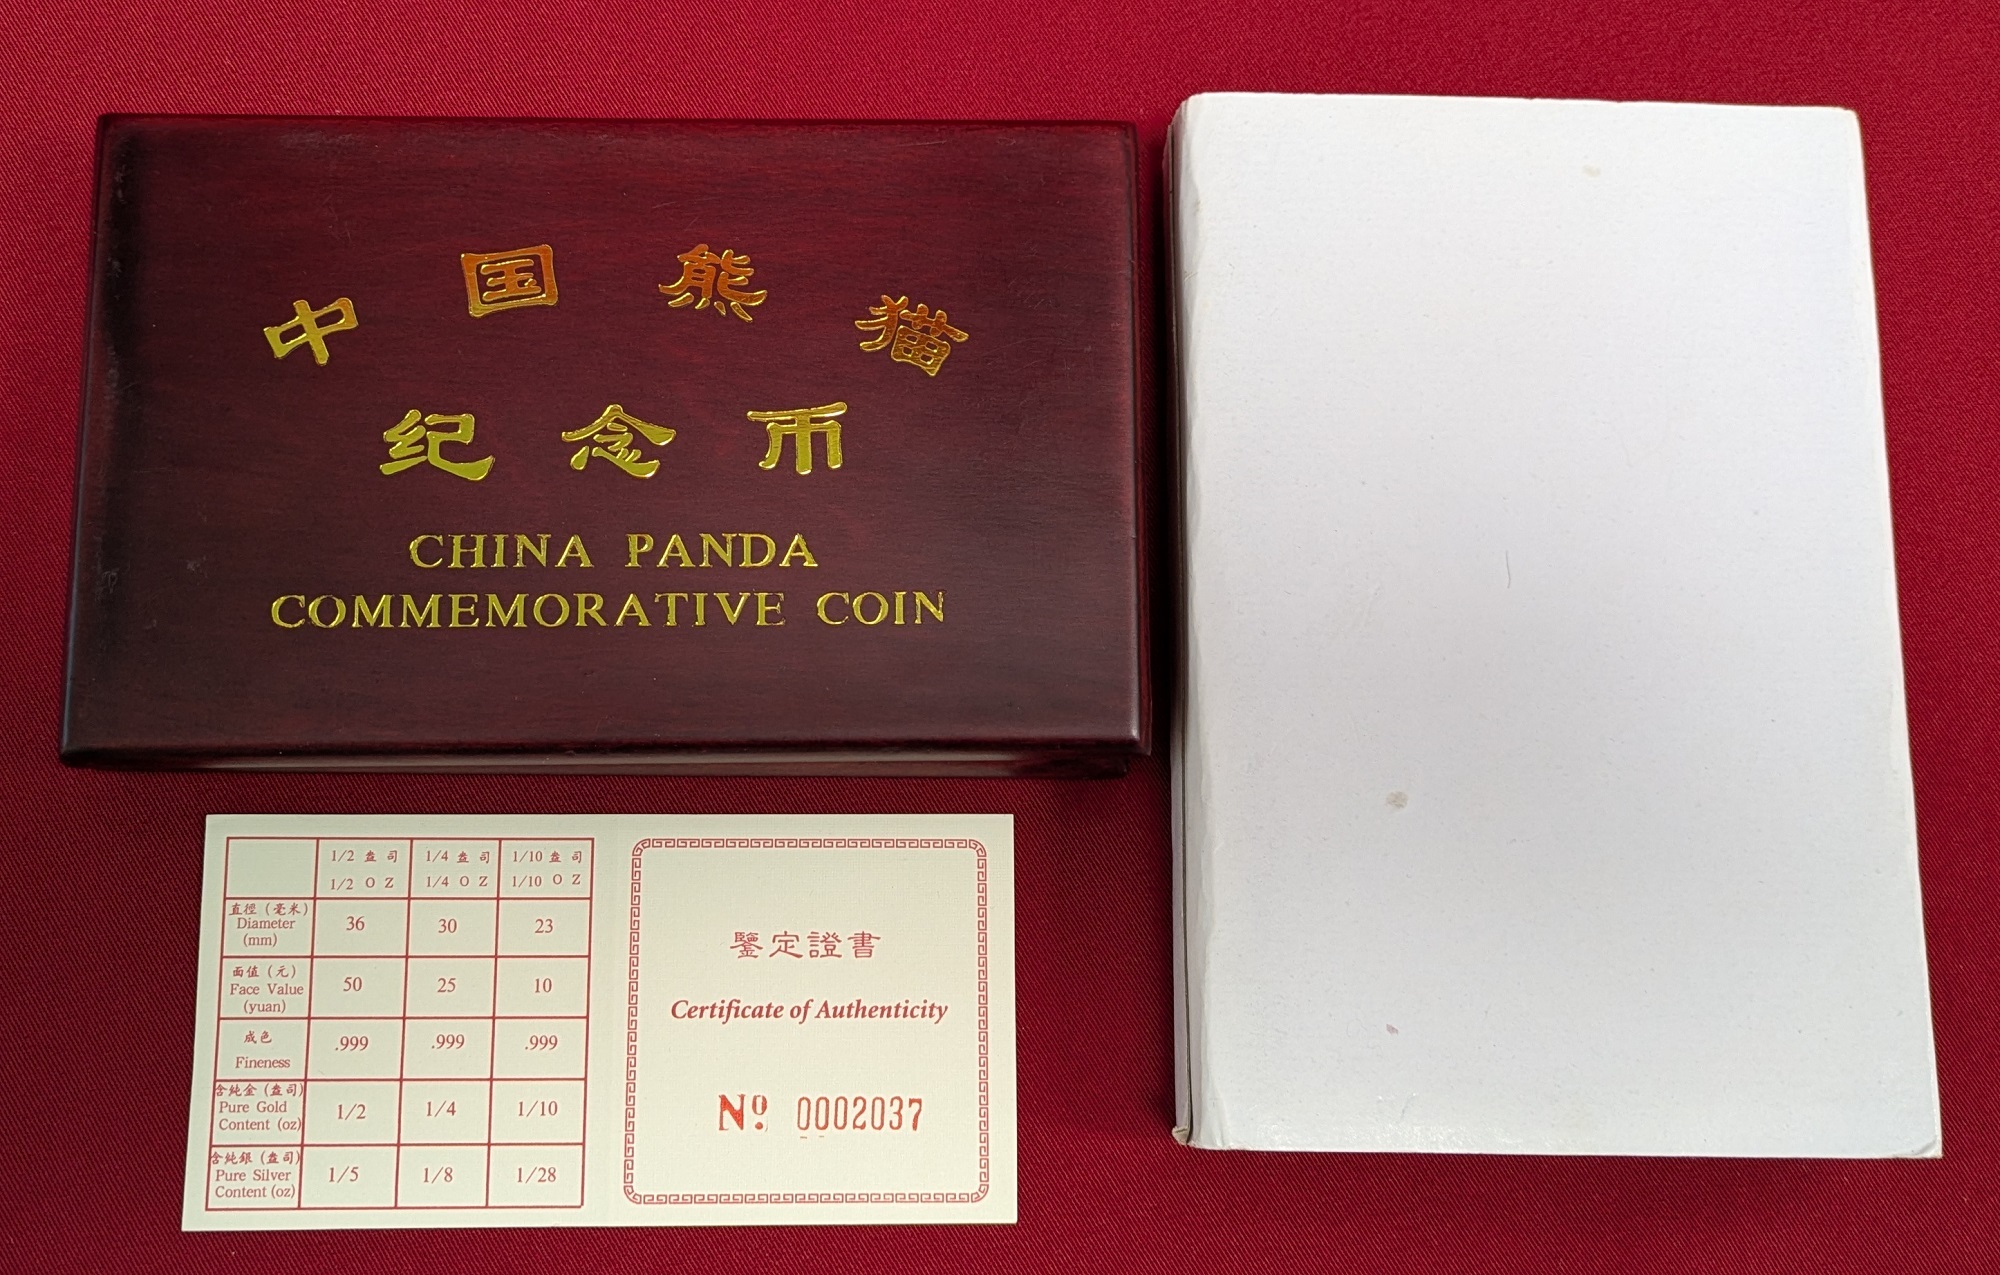 中国熊猫
纪念币
CHINA PANDA
COMMEMORATIVE COIN
1/2 盎司 1/4 盎司 1/10 盎司
1/2 OZ 1/4 OZ 1/10 OZ
直徑（毫米）
Diameter
(mm)
36 30 23
面值（元）
Face Value
(yuan)
50 25 10
成色
Fineness
.999 .999 .999
含純金（盎司）
Pure Gold
Content (oz)
1/2 1/4 1/10
含純銀（盎司）
Pure Silver
Content (oz)
1/5 1/8 1/28
鑒定證書
Certificate of Authenticity
Nº 0002037